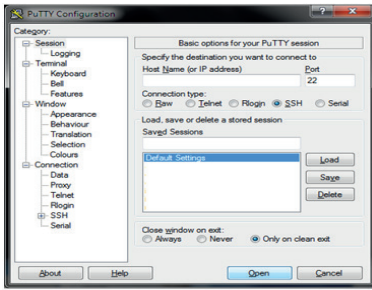 PuTTY Configuration
Category:
Session
Logging
Terminal
Keyboard
Bell
Features
Window
Appearance
Behaviour
Translation
Selection
Colours
Connection
Data
Proxy
Telnet
Rlogin
SSH
Serial
Basic options for your PuTTY session
Specify the destination you want to connect to
Host Name (or IP address) Port
22
Connection type:
Raw Telnet Rlogin SSH Serial
Load, save or delete a stored session
Saved Sessions
Default Settings
Load
Save
Delete
Close window on exit:
Always Never Only on clean exit
About Help Open Cancel